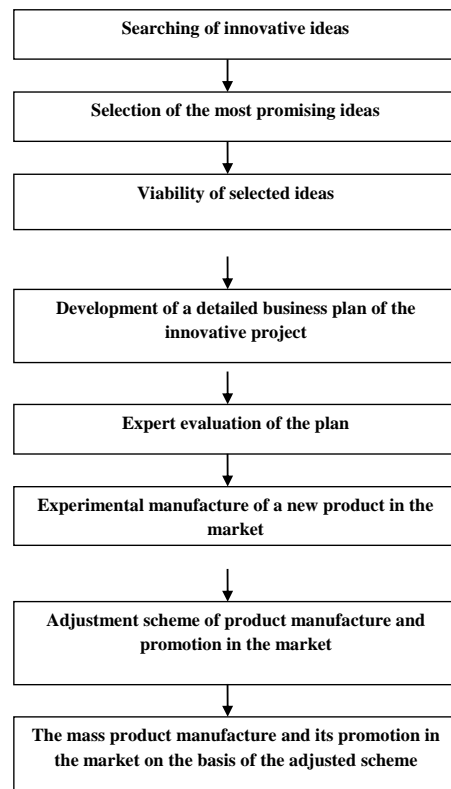 Searching of innovative ideas
Selection of the most promising ideas
Viability of selected ideas
Development of a detailed business plan of the
innovative project
Expert evaluation of the plan
Experimental manufacture of a new product in the
market
Adjustment scheme of product manufacture and
promotion in the market
The mass product manufacture and its promotion in
the market on the basis of the adjusted scheme